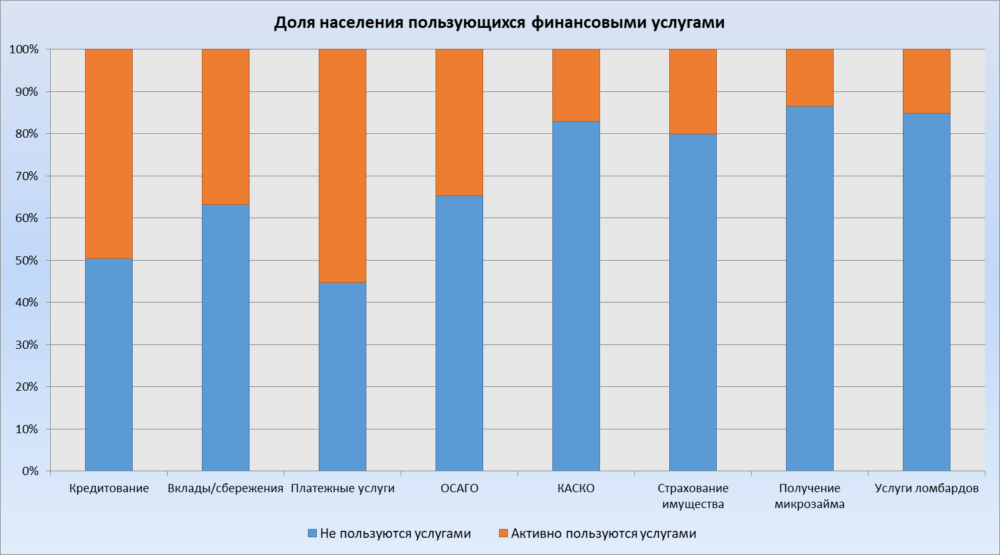 Доля населения пользующихся финансовыми услугами
100%
90%
80%
70%
60%
50%
40%
30%
20%
10%
0%
Кредитование
Вклады/сбережения
Платежные услуги
ОСАГО
КАСКО
Страхование
имущества
Получение
микрозайма
Услуги ломбардов
Не пользуются услугами
Активно пользуются услугами